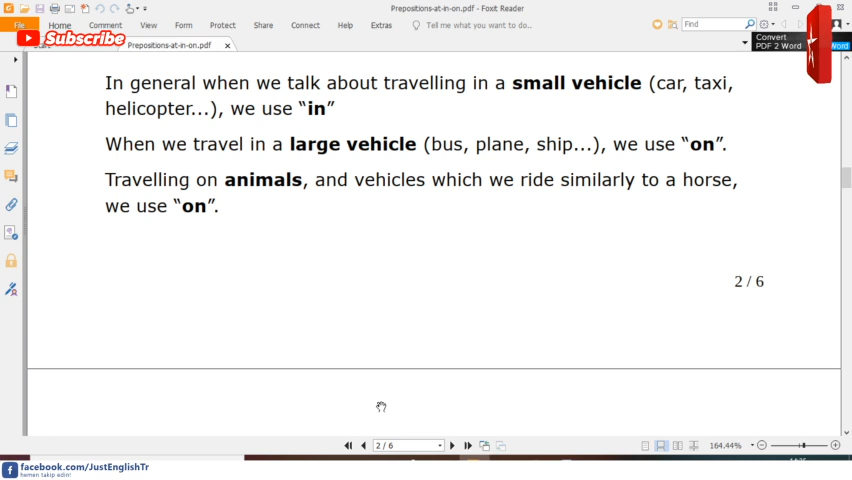 Prepositions-at-in-on.pdf - Foxit Reader
File Home Comment View Form Protect Share Connect Help Extras Tell me what you want to do.. Find
Subscribe
Start Prepositions-at-in-on.pdf
Convert
PDF 2 Word Word
In general when we talk about travelling in a small vehicle (car, taxi,
helicopter...), we use “in”
When we travel in a large vehicle (bus, plane, ship...), we use “on”.
Travelling on animals, and vehicles which we ride similarly to a horse,
we use “on”.
2 / 6
2 / 6
164.44%
facebook.com/JustEnglishTr
hemen takip edin!